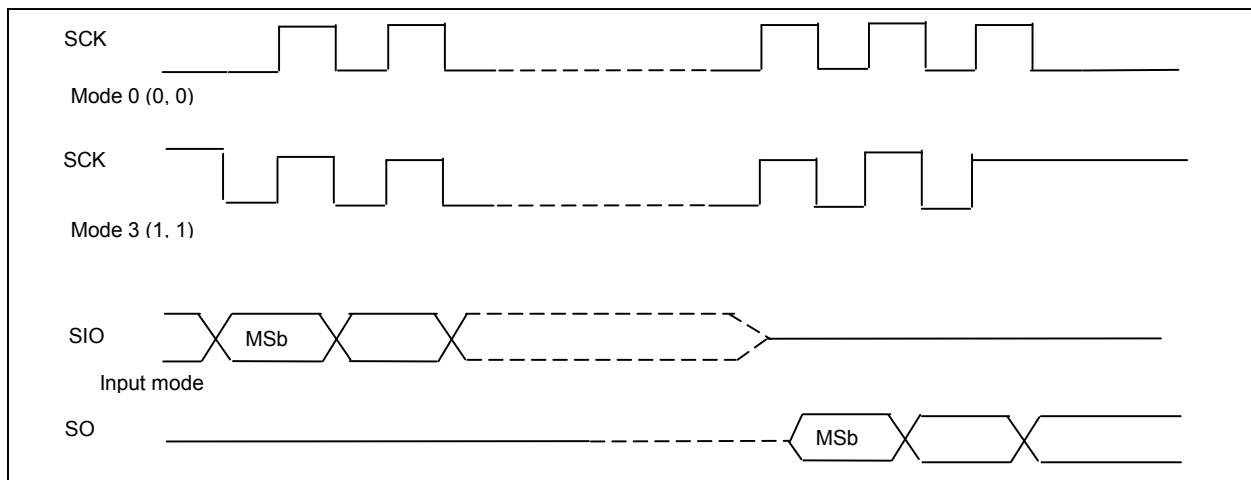 SCK
Mode 0 (0, 0)
SCK
Mode 3 (1, 1)
SIO
MSb
Input mode
SO
MSb